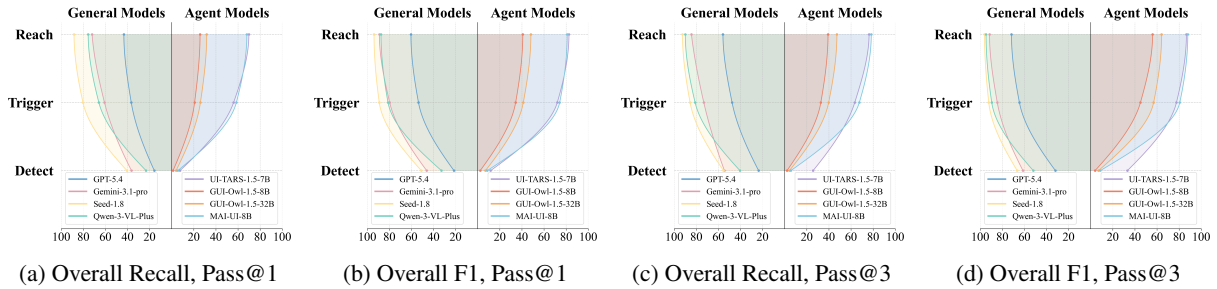 General Models Agent Models
Reach
Trigger
Detect
GPT-5.4
Gemini-3.1-pro
Seed-1.8
Qwen-3-VL-Plus
UI-TARS-1.5-7B
GUI-Owl-1.5-8B
GUI-Owl-1.5-32B
MAI-UI-8B
100 80 60 40 20 20 40 60 80 100
(a) Overall Recall, Pass@1
General Models Agent Models
Reach
Trigger
Detect
GPT-5.4
Gemini-3.1-pro
Seed-1.8
Qwen-3-VL-Plus
UI-TARS-1.5-7B
GUI-Owl-1.5-8B
GUI-Owl-1.5-32B
MAI-UI-8B
100 80 60 40 20 20 40 60 80 100
(b) Overall F1, Pass@1
General Models Agent Models
Reach
Trigger
Detect
GPT-5.4
Gemini-3.1-pro
Seed-1.8
Qwen-3-VL-Plus
UI-TARS-1.5-7B
GUI-Owl-1.5-8B
GUI-Owl-1.5-32B
MAI-UI-8B
100 80 60 40 20 20 40 60 80 100
(c) Overall Recall, Pass@3
General Models Agent Models
Reach
Trigger
Detect
GPT-5.4
Gemini-3.1-pro
Seed-1.8
Qwen-3-VL-Plus
UI-TARS-1.5-7B
GUI-Owl-1.5-8B
GUI-Owl-1.5-32B
MAI-UI-8B
100 80 60 40 20 20 40 60 80 100
(d) Overall F1, Pass@3